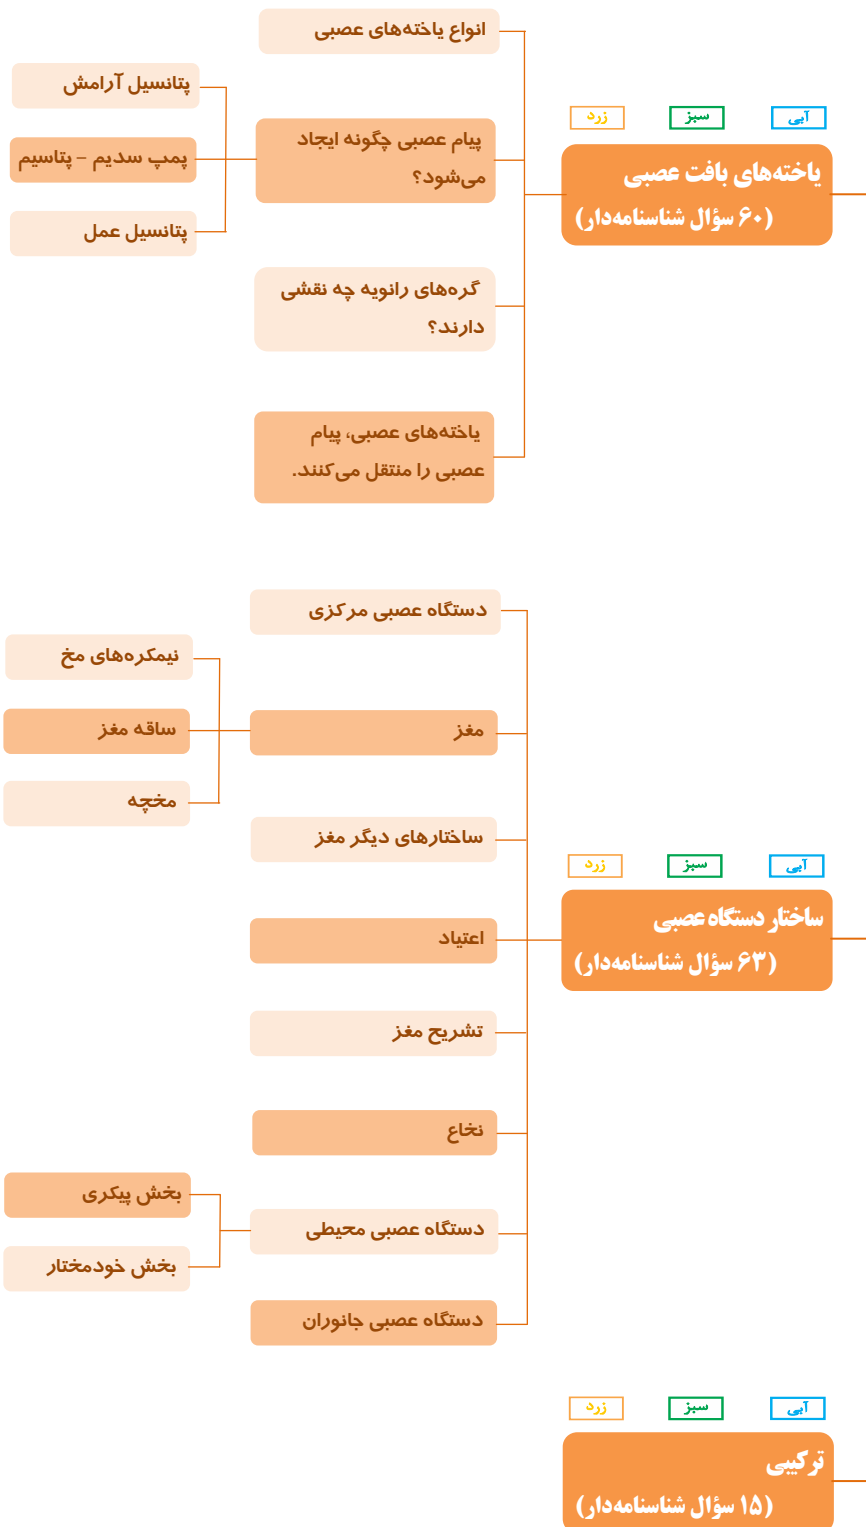 آبی
سبز
زرد
یاخته‌های بافت عصبی
(۶۰ سؤال شناسنامه‌دار)
انواع یاخته‌های عصبی
پیام عصبی چگونه ایجاد
می‌شود؟
پتانسیل آرامش
پمپ سدیم - پتاسیم
پتانسیل عمل
گره‌های رانویه چه نقشی
دارند؟
یاخته‌های عصبی، پیام
عصبی را منتقل می‌کنند.
آبی
سبز
زرد
ساختار دستگاه عصبی
(۶۳ سؤال شناسنامه‌دار)
دستگاه عصبی مرکزی
مغز
نیمکره‌های مخ
ساقه مغز
مخچه
ساختارهای دیگر مغز
اعتیاد
تشریح مغز
نخاع
دستگاه عصبی محیطی
بخش پیکری
بخش خودمختار
دستگاه عصبی جانوران
آبی
سبز
زرد
ترکیبی
(۱۵ سؤال شناسنامه‌دار)